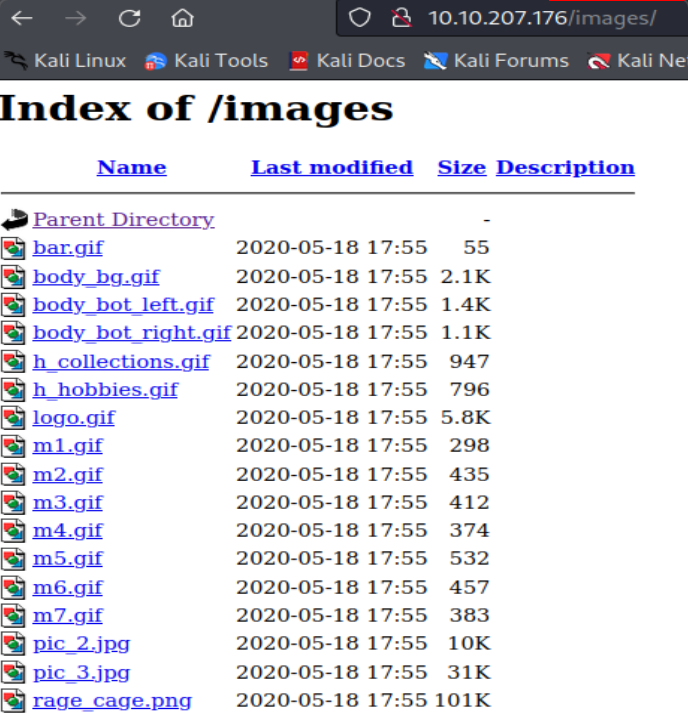 10.10.207.176/images/
Kali Linux Kali Tools Kali Docs Kali Forums Kali Ne
Index of /images
Name Last modified Size Description
Parent Directory -
bar.gif 2020-05-18 17:55 55
body_bg.gif 2020-05-18 17:55 2.1K
body_bot_left.gif 2020-05-18 17:55 1.4K
body_bot_right.gif 2020-05-18 17:55 1.1K
h_collections.gif 2020-05-18 17:55 947
h_hobbies.gif 2020-05-18 17:55 796
logo.gif 2020-05-18 17:55 5.8K
m1.gif 2020-05-18 17:55 298
m2.gif 2020-05-18 17:55 435
m3.gif 2020-05-18 17:55 412
m4.gif 2020-05-18 17:55 374
m5.gif 2020-05-18 17:55 532
m6.gif 2020-05-18 17:55 457
m7.gif 2020-05-18 17:55 383
pic_2.jpg 2020-05-18 17:55 10K
pic_3.jpg 2020-05-18 17:55 31K
rage_cage.png 2020-05-18 17:55 101K